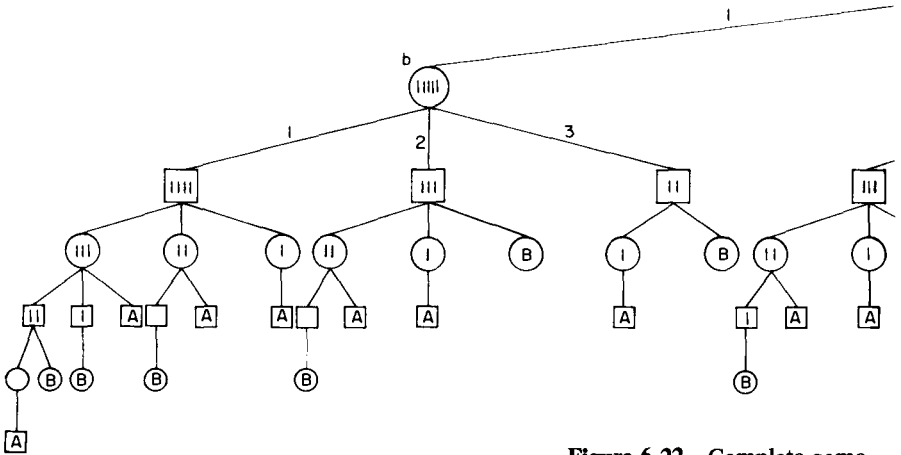 1
b
IIIII
1 2 3
IIII III II III
III II I II I B I B II I
II I A A A A A A I A A
B B B B B
A
Figure 6-22 Complete game